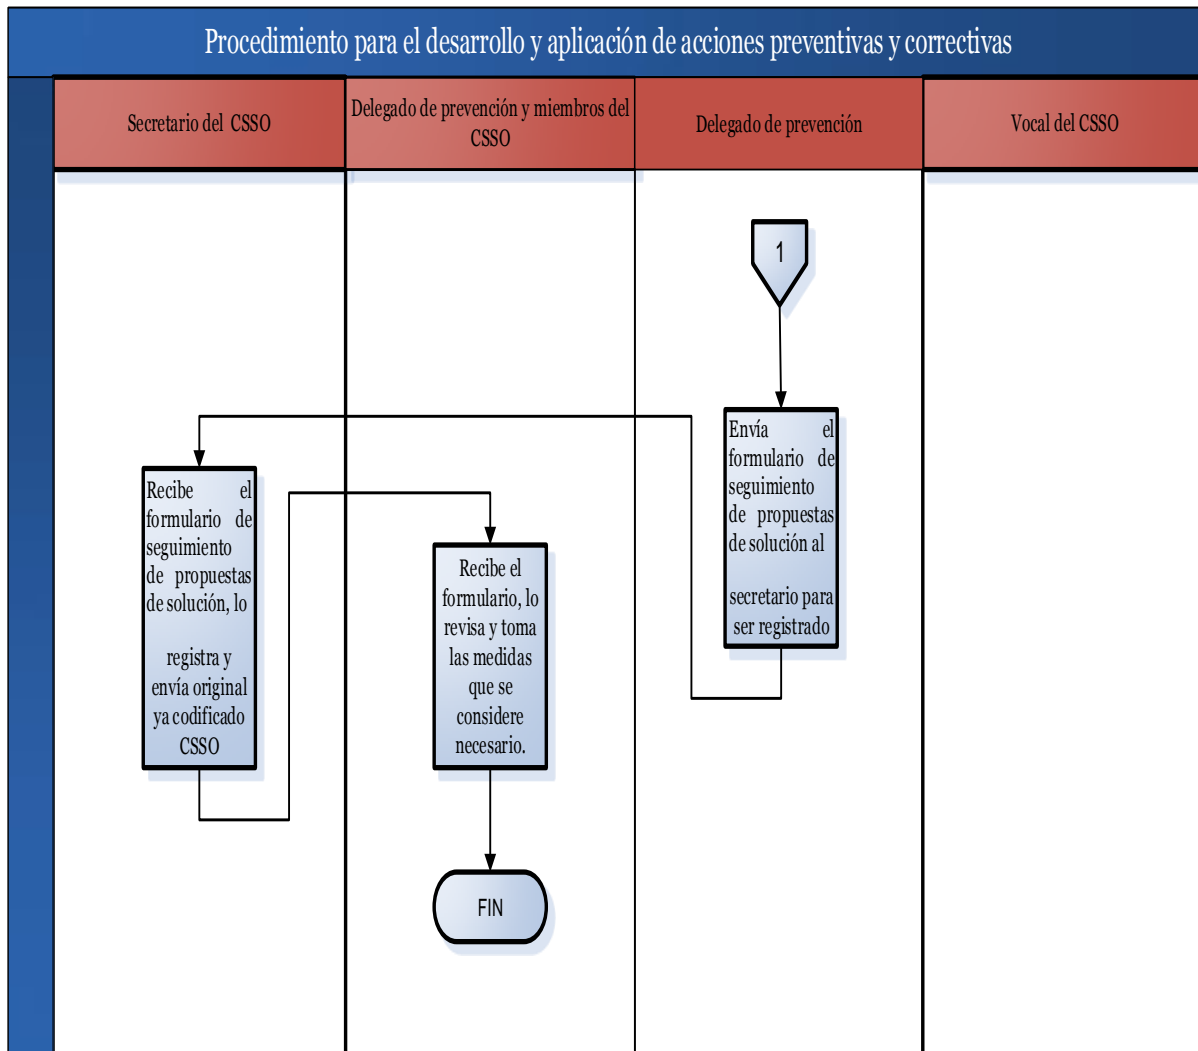 Procedimiento para el desarrollo y aplicación de acciones preventivas y correctivas
Secretario del CSSO
Delegado de prevención y miembros del
CSSO
Delegado de prevención
Vocal del CSSO
1
Envía el
formulario de
seguimiento
de propuestas
de solución al
secretario para
ser registrado
Recibe el
formulario de
seguimiento
de propuestas
de solución, lo
registra y
envía original
ya codificado
CSSO
Recibe el
formulario, lo
revisa y toma
las medidas
que se
considere
necesario.
FIN